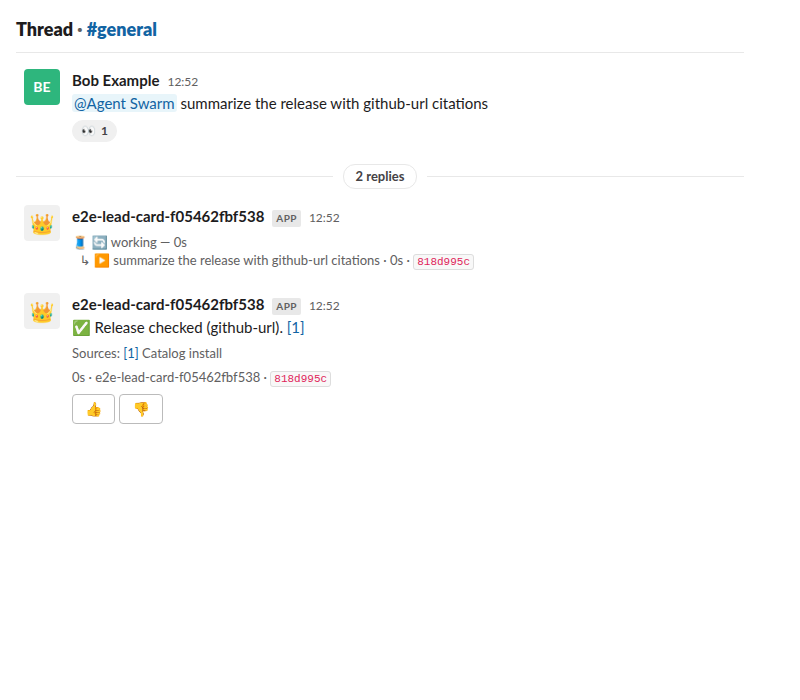 Thread • #general
BE
Bob Example 12:52
@Agent Swarm summarize the release with github-url citations
👀 1
2 replies
e2e-lead-card-f05462fbf538 APP 12:52
🧵 🔄 working — 0s
↳ ▶️ summarize the release with github-url citations · 0s · 818d995c
e2e-lead-card-f05462fbf538 APP 12:52
✅ Release checked (github-url). [1]
Sources: [1] Catalog install
0s · e2e-lead-card-f05462fbf538 · 818d995c
👍 👎